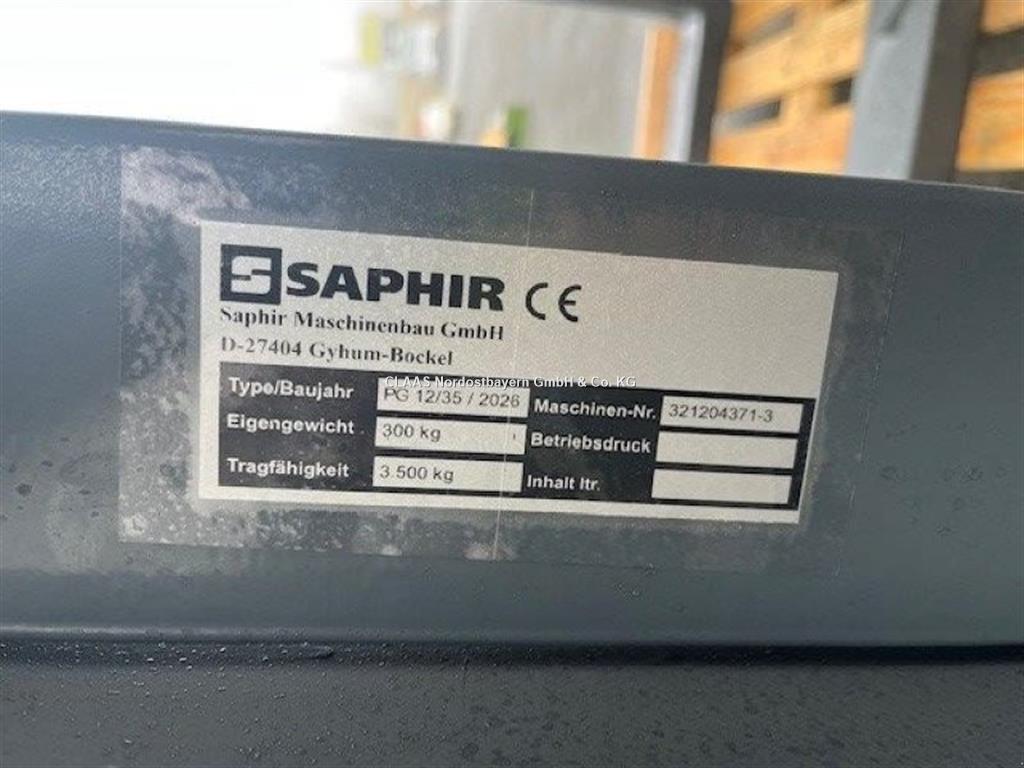 SAPHIR CE
Saphir Maschinenbau GmbH
D-27404 Gyhum-Bockel
CLAAS Nordostbayern GmbH & Co. KG
Type/Baujahr PG 12/35 / 2026 Maschinen-Nr. 321204371-3
Eigengewicht 300 kg Betriebsdruck
Tragfähigkeit 3.500 kg Inhalt ltr.